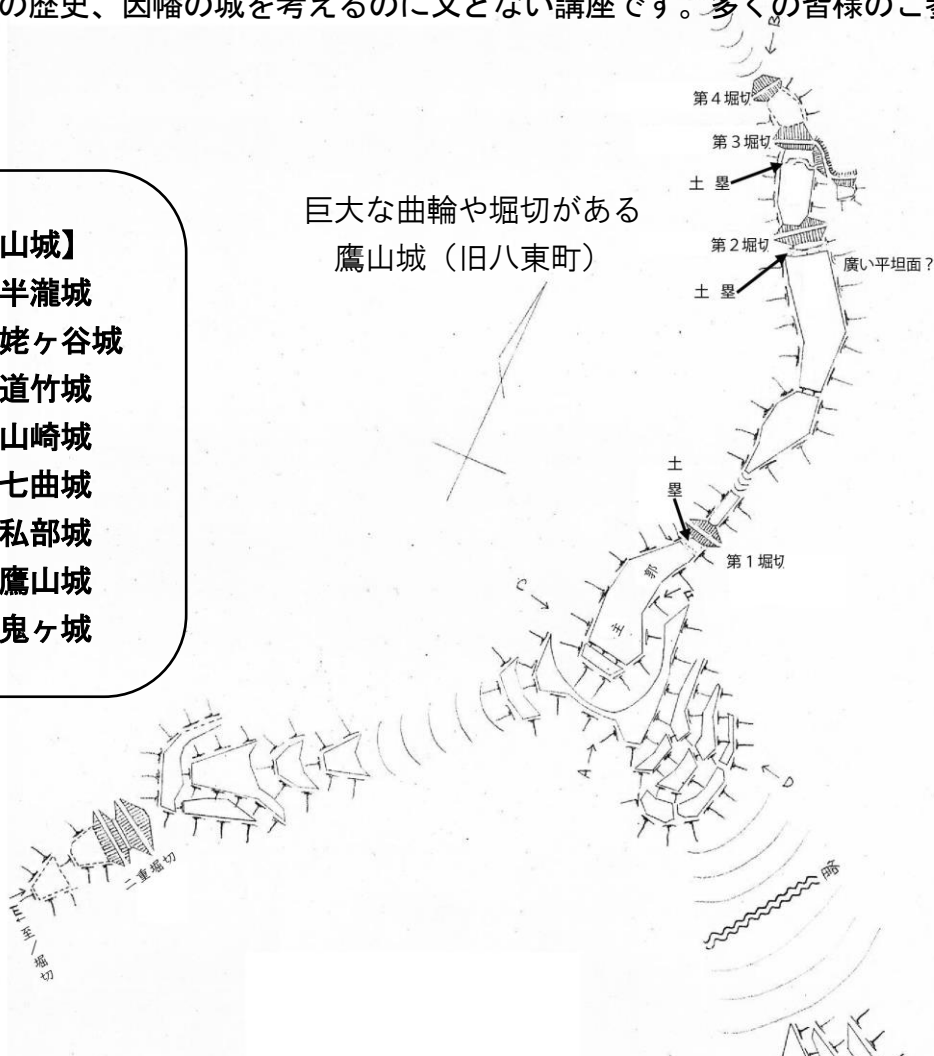 の歴史、因幡の城を考えるのに又とない講座です。多くの皆様のご参
山城】
半瀧城
姥ヶ谷城
道竹城
山崎城
七曲城
私部城
鷹山城
鬼ヶ城
巨大な曲輪や堀切がある
鷹山城（旧八東町）
B
第4堀切
第3堀切
土塁
第2堀切
廣い平坦面？
土塁
土塁
第1堀切
主郭
C
A
D
略
二重堀切
至ノ堀切